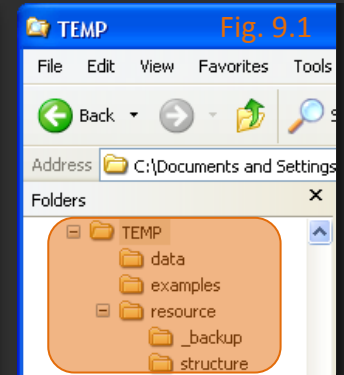 TEMP Fig. 9.1
File Edit View Favorites Tools
Back S
Address C:\Documents and Settings
Folders
TEMP
data
examples
resource
_backup
structure